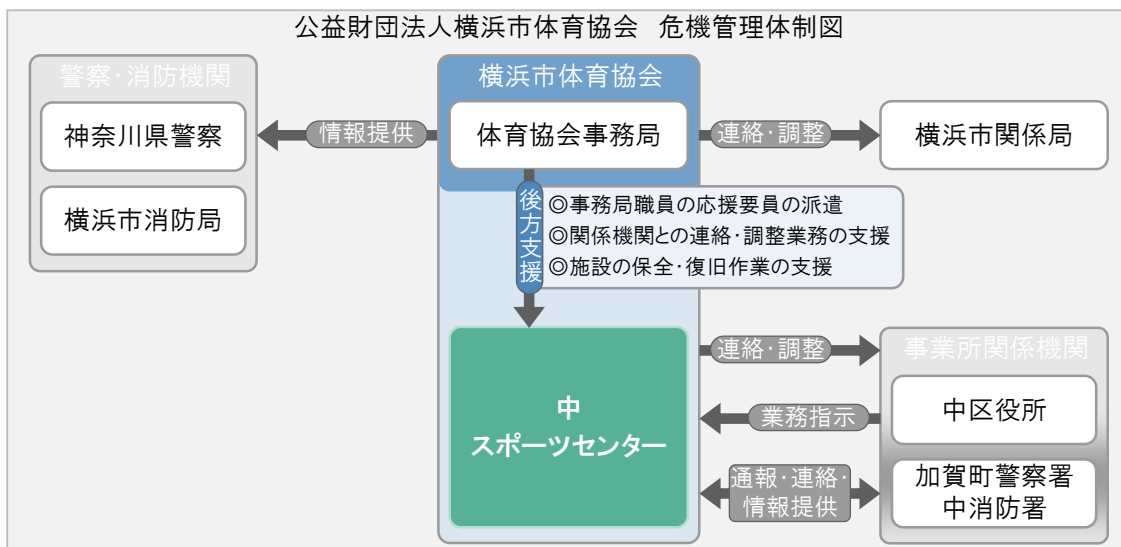 公益財団法人横浜市体育協会　危機管理体制図
警察・消防機関
神奈川県警察
横浜市消防局
情報提供
横浜市体育協会
体育協会事務局
連絡・調整
横浜市関係局
後方支援
◎事務局職員の応援要員の派遣
◎関係機関との連絡・調整業務の支援
◎施設の保全・復旧作業の支援
中
スポーツセンター
連絡・調整
業務指示
通報・連絡・
情報提供
事業所関係機関
中区役所
加賀町警察署
中消防署